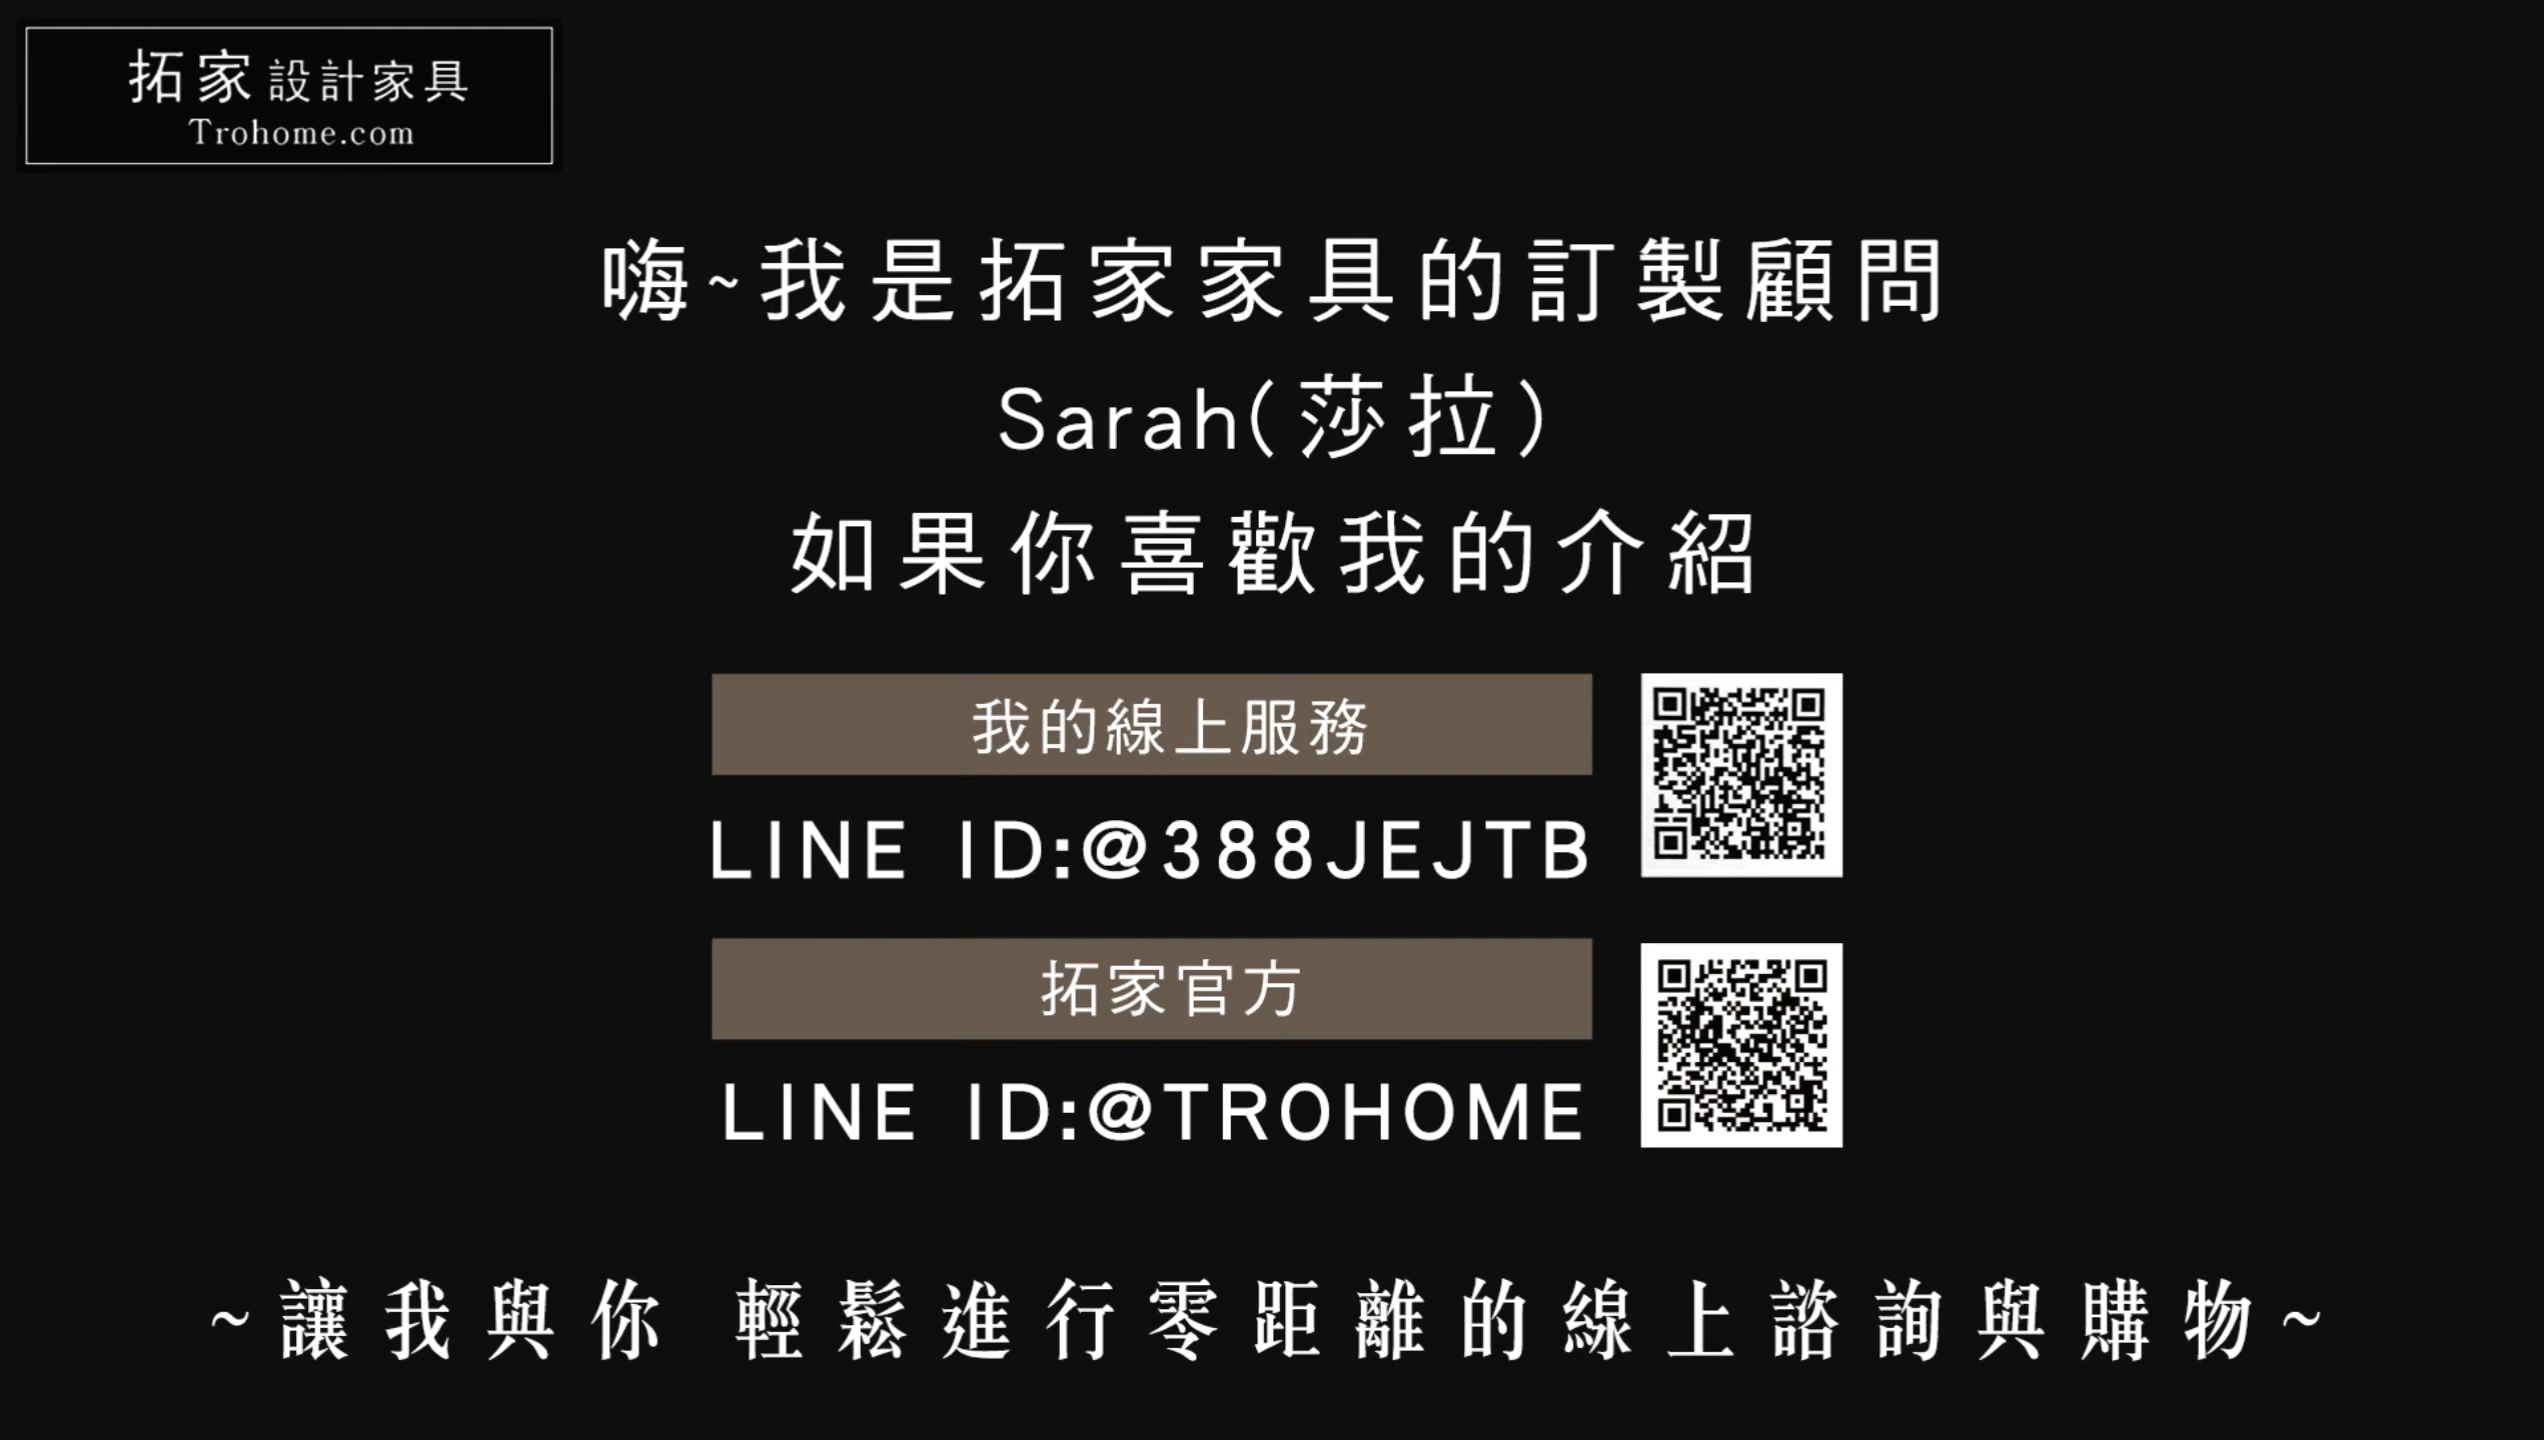 拓家設計家具
Trohome.com
嗨~我是拓家家具的訂製顧問
Sarah(莎拉)
如果你喜歡我的介紹
我的線上服務
LINE ID:@388JEJTB
拓家官方
LINE ID:@TROHOME
~讓我與你 輕鬆進行零距離的線上諮詢與購物~